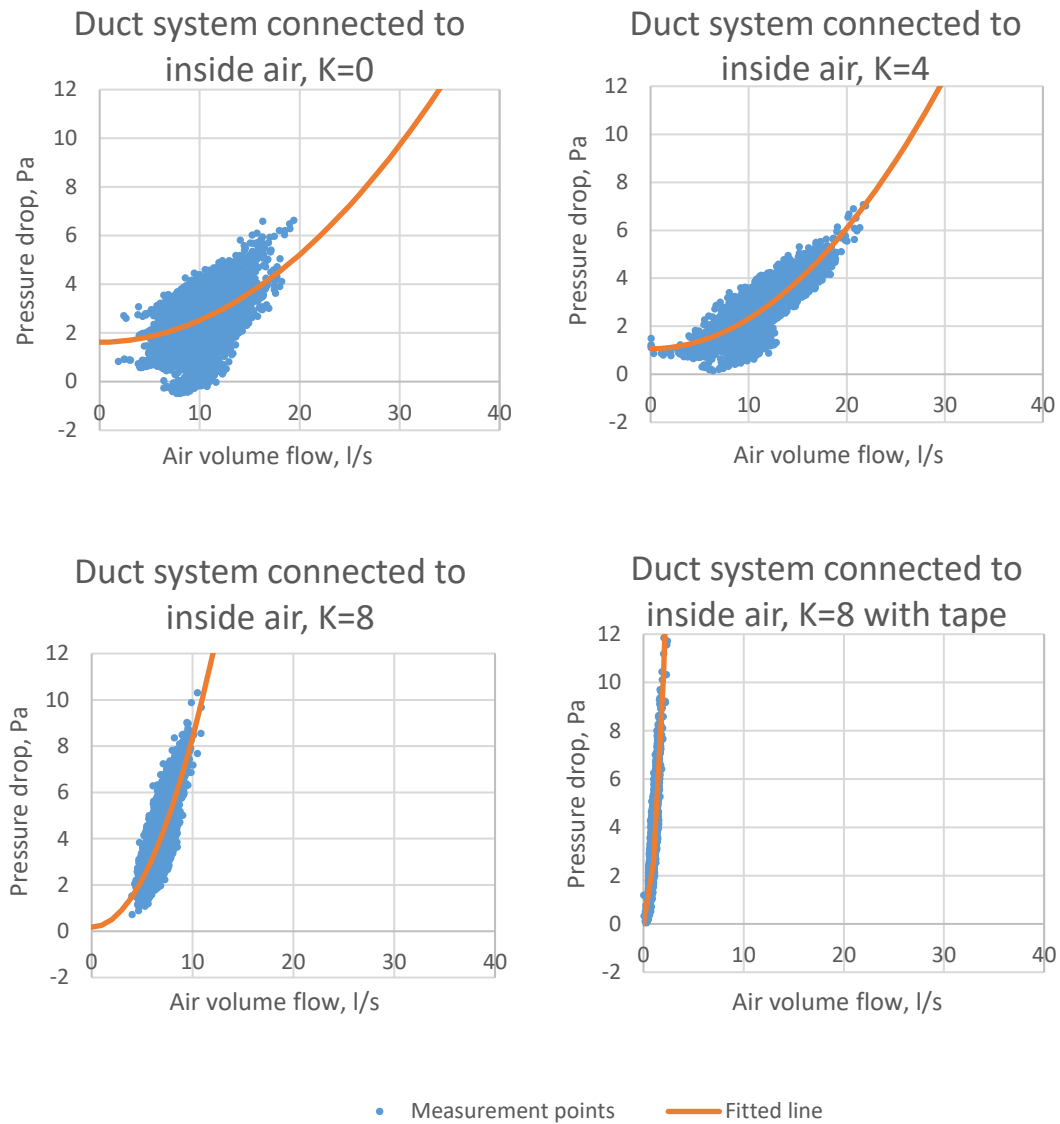 Duct system connected to
inside air, K=0
12
10
8
6
4
2
0
-2
0
10
20
30
40
Pressure drop, Pa
Air volume flow, l/s
Duct system connected to
inside air, K=4
12
10
8
6
4
2
0
-2
0
10
20
30
40
Pressure drop, Pa
Air volume flow, l/s
Duct system connected to
inside air, K=8
12
10
8
6
4
2
0
-2
0
10
20
30
40
Pressure drop, Pa
Air volume flow, l/s
Duct system connected to
inside air, K=8 with tape
12
10
8
6
4
2
0
-2
0
10
20
30
40
Pressure drop, Pa
Air volume flow, l/s
Measurement points
Fitted line